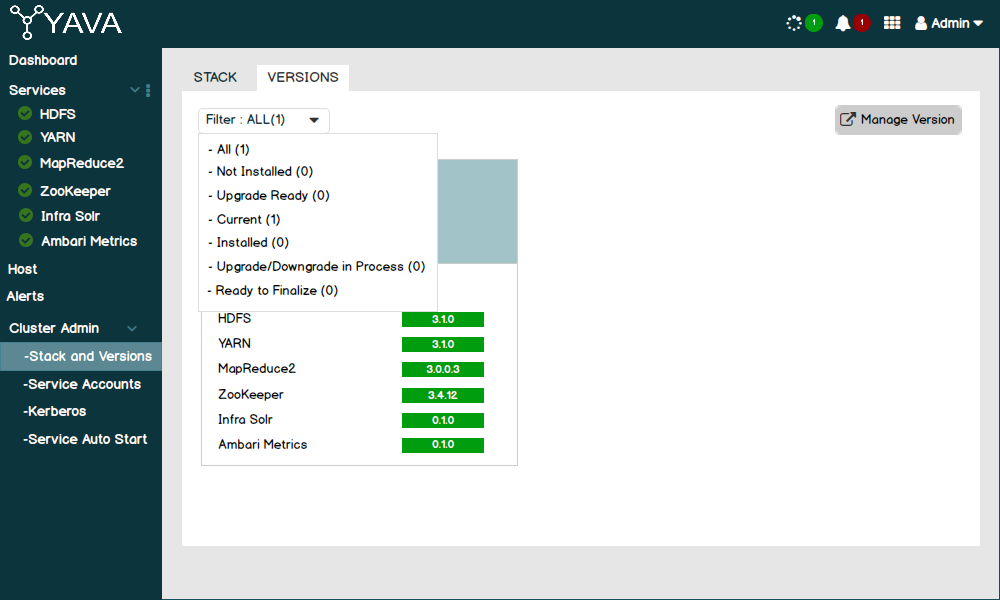 YAVA
1
1
Admin
Dashboard
Services
HDFS
YARN
MapReduce2
ZooKeeper
Infra Solr
Ambari Metrics
Host
Alerts
Cluster Admin
-Stack and Versions
-Service Accounts
-Kerberos
-Service Auto Start
STACK
VERSIONS
Filter : ALL(1)
Manage Version
- All (1)
- Not Installed (0)
- Upgrade Ready (0)
- Current (1)
- Installed (0)
- Upgrade/Downgrade in Process (0)
- Ready to Finalize (0)
HDFS 3.1.0
YARN 3.1.0
MapReduce2 3.0.0.3
ZooKeeper 3.4.12
Infra Solr 0.1.0
Ambari Metrics 0.1.0